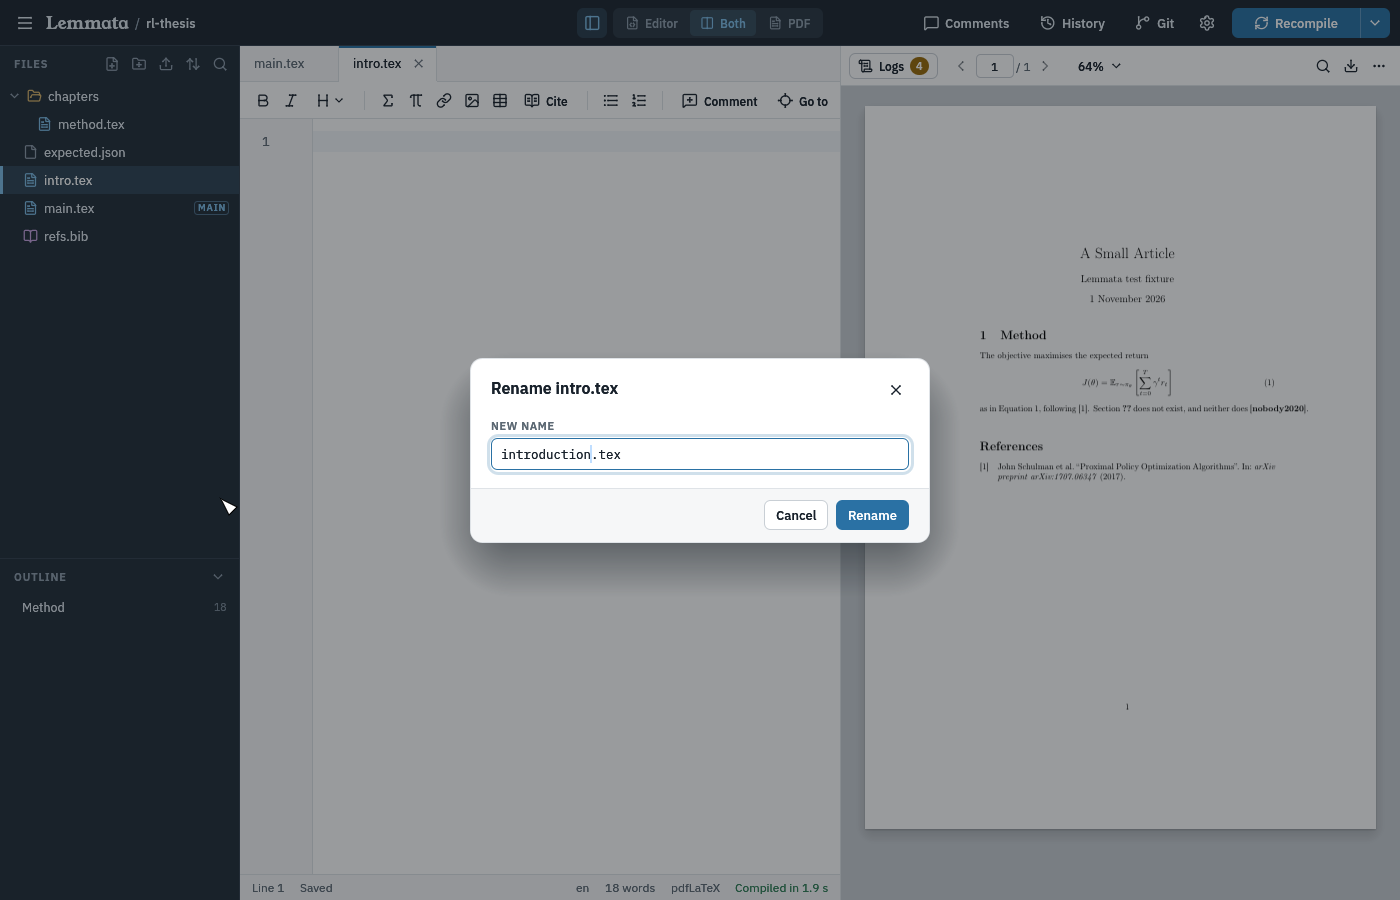 Lemmata / rl-thesis
Editor Both PDF
Comments History Git Recompile
FILES
chapters
method.tex
expected.json
intro.tex
main.tex MAIN
refs.bib
OUTLINE
Method 18
main.tex intro.tex
B I H Σ π Cite Comment Go to
1
Logs 4 1 / 1 64%
A Small Article
Lemmata test fixture
1 November 2026
1 Method
The objective maximises the expected return
as in Equation 1, following [1]. Section ?? does not exist, and neither does [nobody2020].
References
[1] John Schulman et al. “Proximal Policy Optimization Algorithms”. In: arXiv
preprint arXiv:1707.06347 (2017).
1
Rename intro.tex
NEW NAME
introduction.tex
Cancel Rename
Line 1 Saved en 18 words pdfLaTeX Compiled in 1.9 s